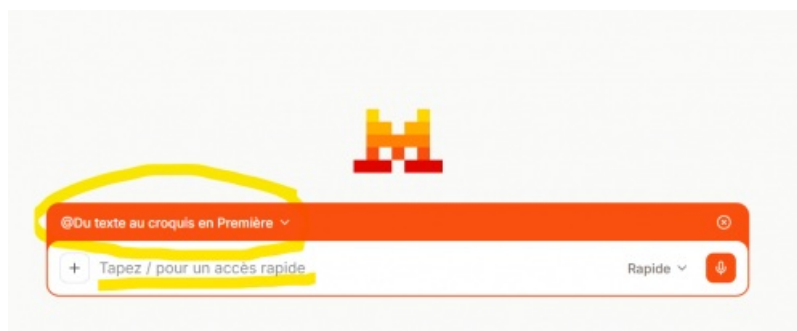 @Du texte au croquis en Première
Tapez / pour un accès rapide
Rapide